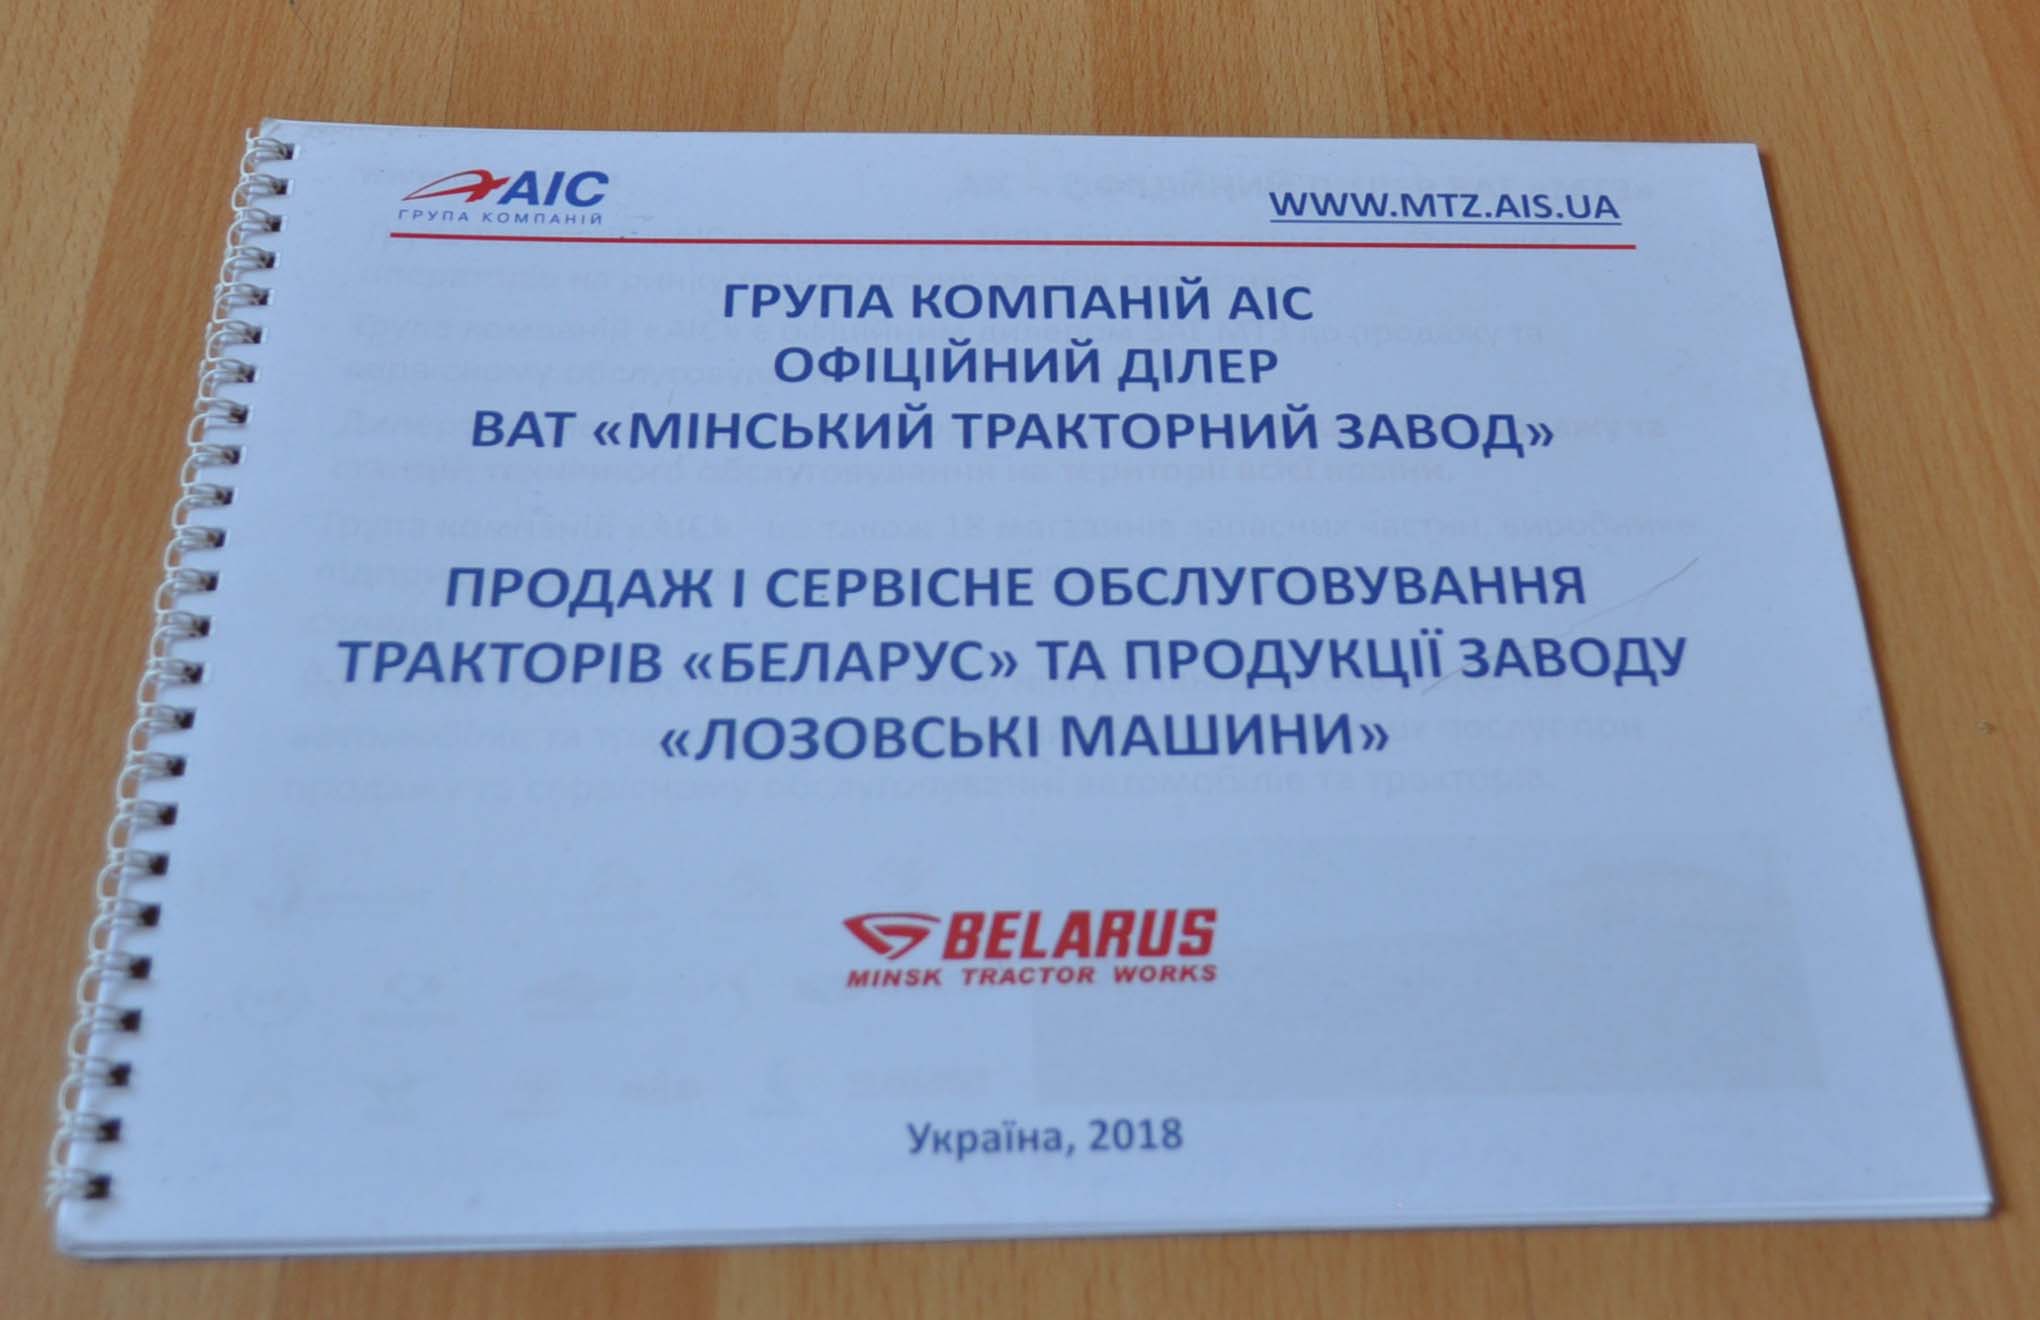 АІС
ГРУПА КОМПАНІЙ
WWW.MTZ.AIS.UA
ГРУПА КОМПАНІЙ АІС
ОФІЦІЙНИЙ ДІЛЕР
ВАТ «МІНСЬКИЙ ТРАКТОРНИЙ ЗАВОД»
ПРОДАЖ І СЕРВІСНЕ ОБСЛУГОВУВАННЯ
ТРАКТОРІВ «БЕЛАРУС» ТА ПРОДУКЦІЇ ЗАВОДУ
«ЛОЗОВСЬКІ МАШИНИ»
BELARUS
MINSK TRACTOR WORKS
Україна, 2018